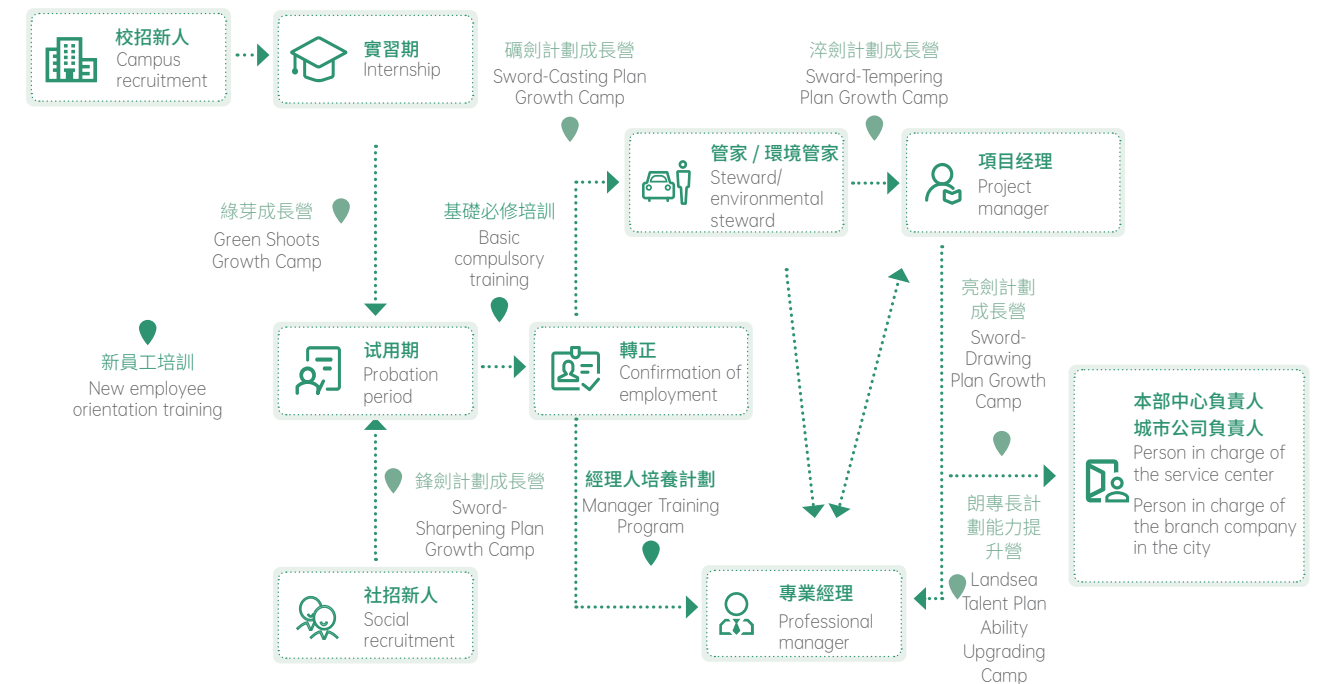 校招新人
Campus
recruitment
實習期
Internship
礪劍計劃成長營
Sword-Casting Plan
Growth Camp
淬劍計劃成長營
Sward-Tempering
Plan Growth Camp
管家 / 環境管家
Steward/
environmental
steward
項目经理
Project
manager
綠芽成長營
Green Shoots
Growth Camp
基礎必修培訓
Basic
compulsory
training
亮劍計劃
成長營
Sword-
Drawing
Plan Growth
Camp
新員工培訓
New employee
orientation training
试用期
Probation
period
轉正
Confirmation of
employment
本部中心負責人
城市公司負責人
Person in charge of
the service center
Person in charge of
the branch company
in the city
鋒劍計劃成長營
Sword-
Sharpening Plan
Growth Camp
經理人培養計劃
Manager Training
Program
朗專長計
劃能力提
升營
Landsea
Talent Plan
Ability
Upgrading
Camp
社招新人
Social
recruitment
專業經理
Professional
manager